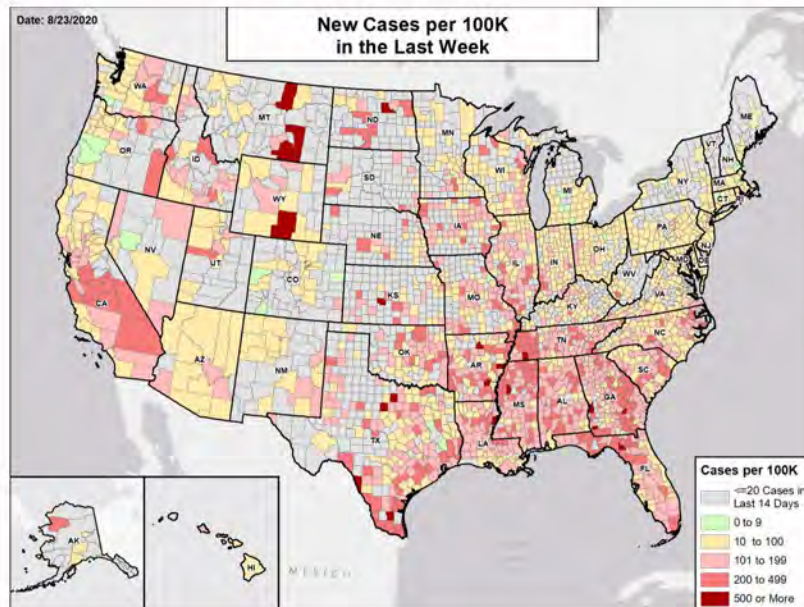 Date: 8/23/2020
New Cases per 100K
in the Last Week
WA
MT
ND
MN
ME
OR
ID
SD
WI
VT
NH
WY
MI
NY
MA
CT
RI
NE
IA
PA
NV
UT
CO
IL
IN
OH
NJ
MD
DE
CA
KS
MO
WV
VA
KY
AZ
NM
OK
AR
TN
NC
SC
TX
LA
MS
AL
GA
FL
AK
HI
MEXICO
Cases per 100K
<=20 Cases in
Last 14 Days
0 to 9
10 to 100
101 to 199
200 to 499
500 or More